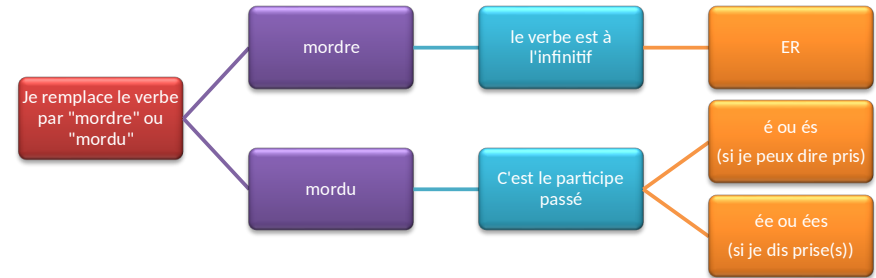 Je remplace le verbe
par "mordre" ou
"mordu"
mordre
le verbe est à
l'infinitif
ER
mordu
C'est le participe
passé
é ou és
(si je peux dire pris)
ée ou ées
(si je dis prise(s))